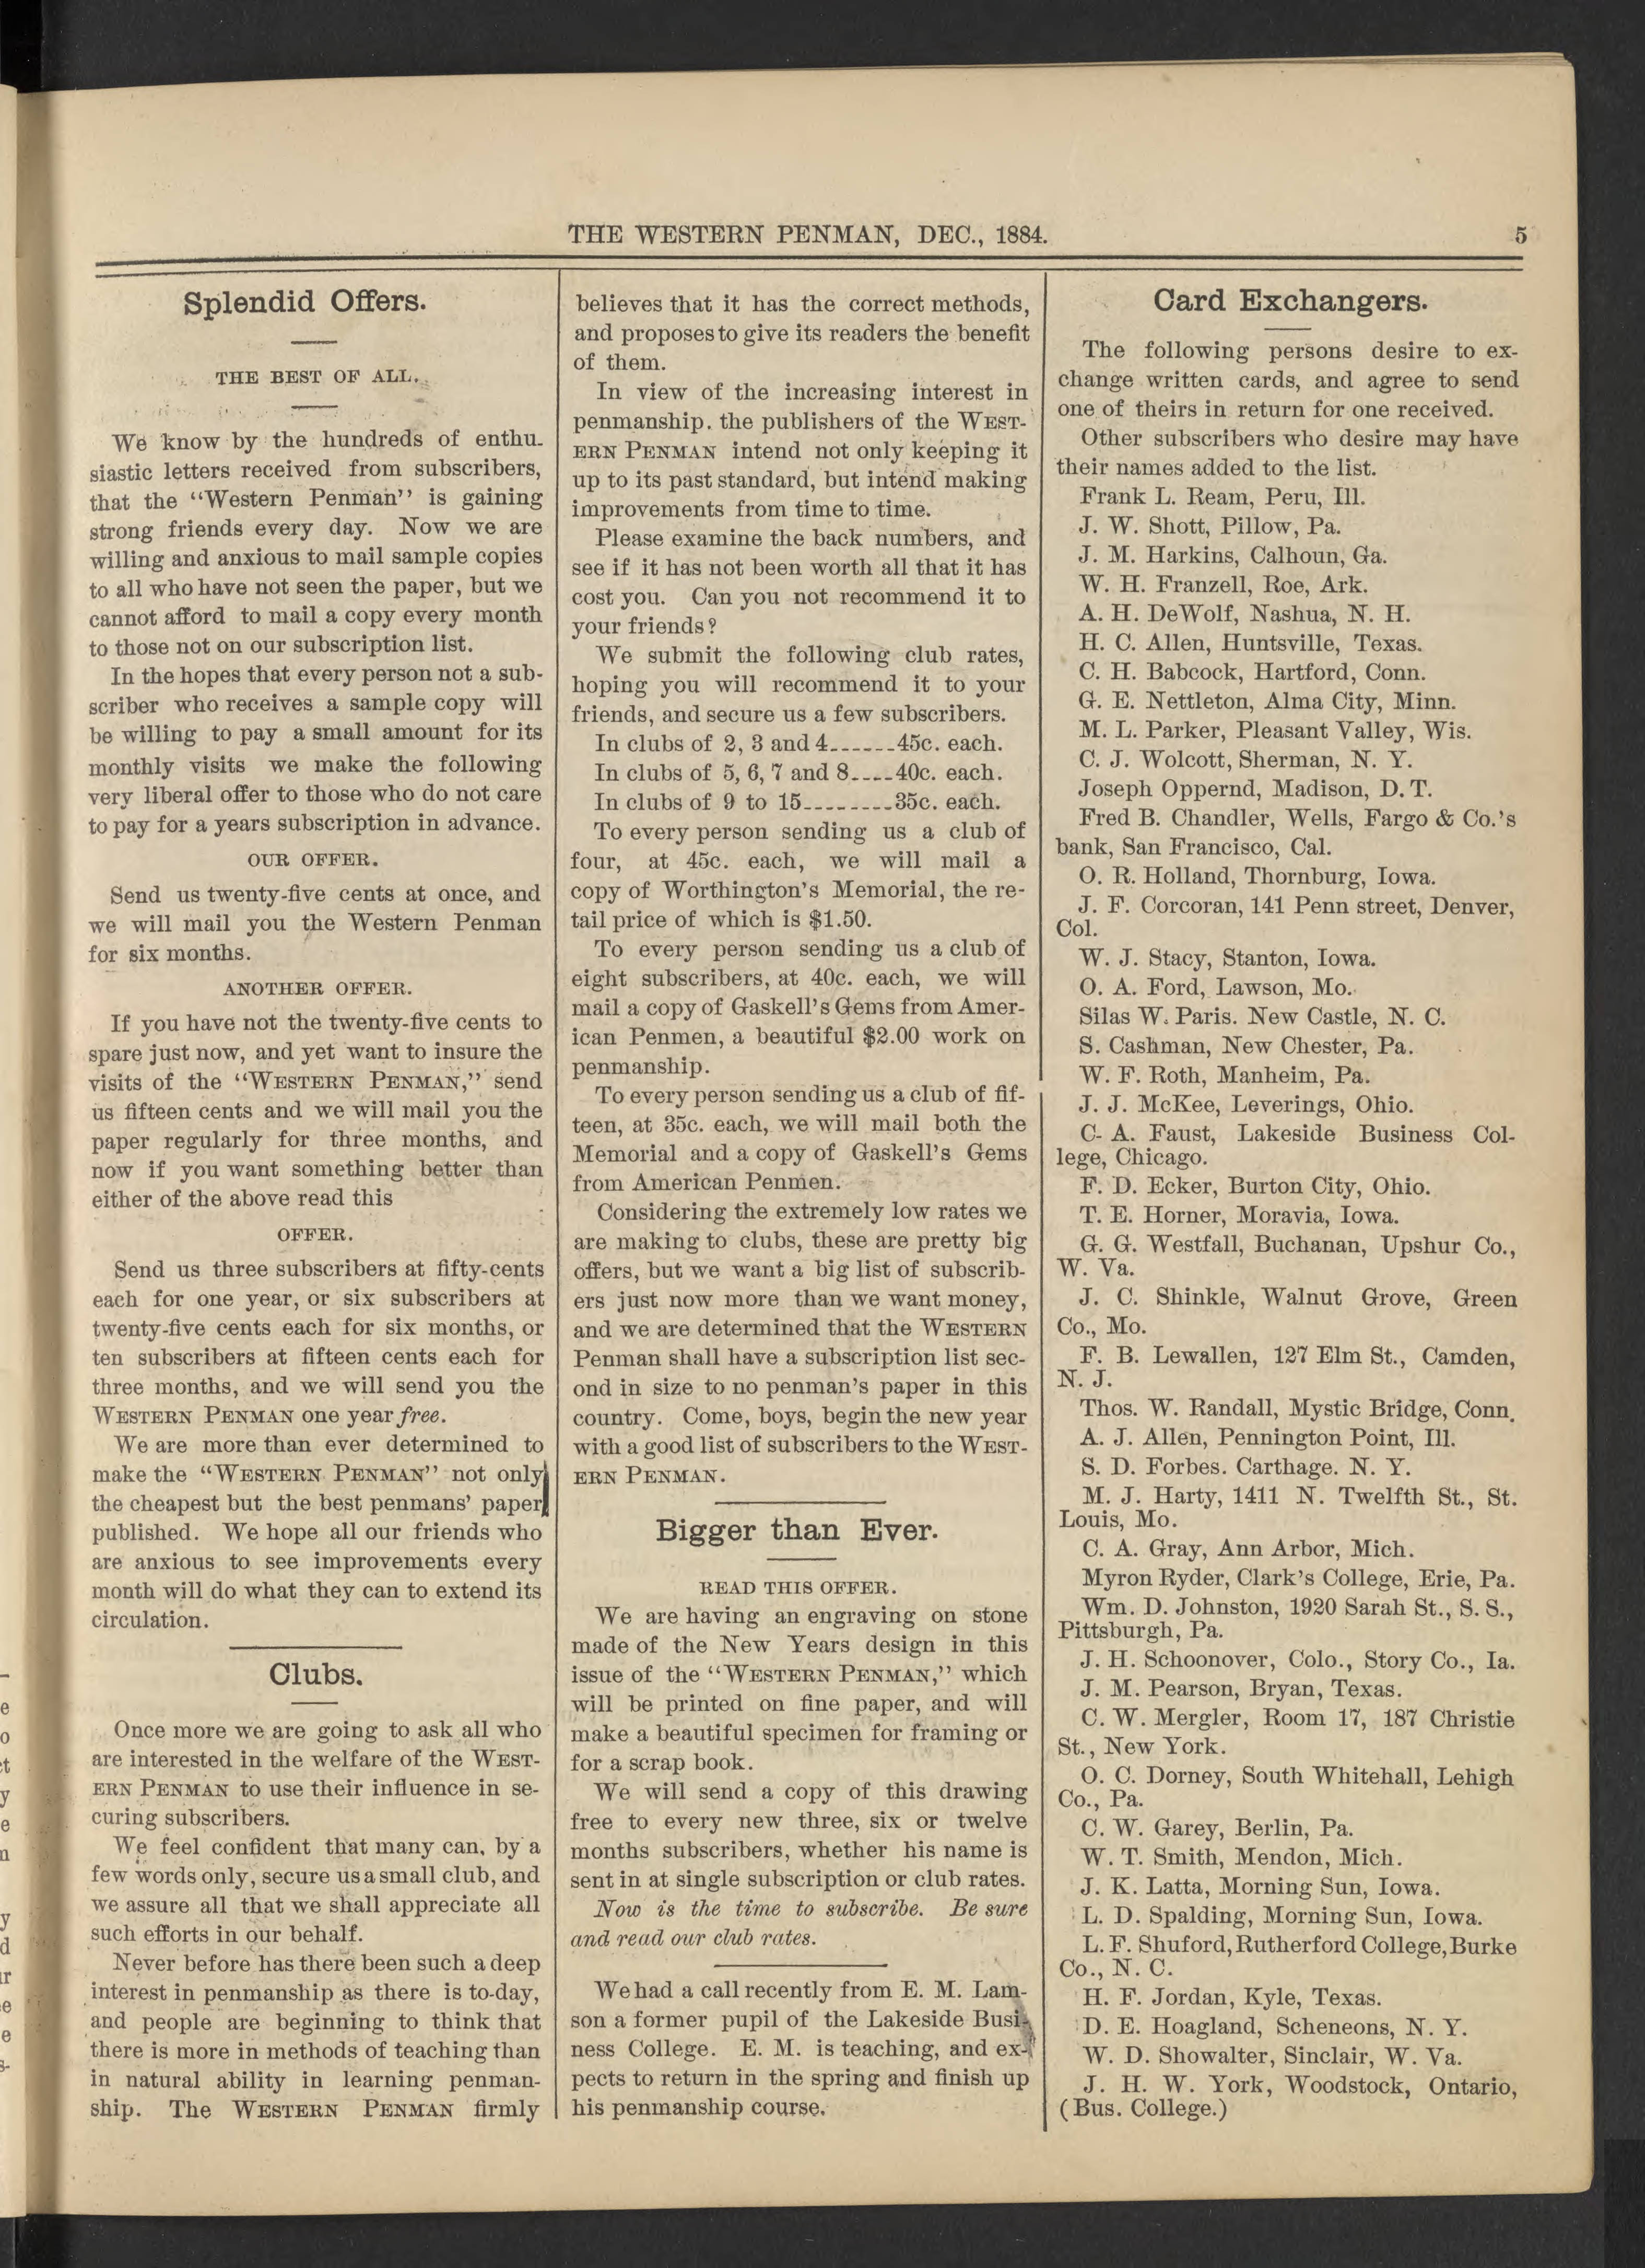 THE WESTERN PENMAN, DEC., 1884.
5
Splendid Offers.
THE BEST OF ALL.
We know by the hundreds of enthu-
siastic letters received from subscribers,
that the "Western Penman" is gaining
strong friends every day. Now we are
willing and anxious to mail sample copies
to all who have not seen the paper, but we
cannot afford to mail a copy every month
to those not on our subscription list.
In the hopes that every person not a sub-
scriber who receives a sample copy will
be willing to pay a small amount for its
monthly visits we make the following
very liberal offer to those who do not care
to pay for a years subscription in advance.
OUR OFFER.
Send us twenty-five cents at once, and
we will mail you the Western Penman
for six months.
ANOTHER OFFER.
If you have not the twenty-five cents to
spare just now, and yet want to insure the
visits of the "WESTERN PENMAN," send
us fifteen cents and we will mail you the
paper regularly for three months, and
now if you want something better than
either of the above read this
OFFER.
Send us three subscribers at fifty-cents
each for one year, or six subscribers at
twenty-five cents each for six months, or
ten subscribers at fifteen cents each for
three months, and we will send you the
WESTERN PENMAN one year free.
We are more than ever determined to
make the "WESTERN PENMAN" not only
the cheapest but the best penmans' paper
published. We hope all our friends who
are anxious to see improvements every
month will do what they can to extend its
circulation.
Clubs.
Once more we are going to ask all who
are interested in the welfare of the WEST-
ERN PENMAN to use their influence in se-
curing subscribers.
We feel confident that many can, by a
few words only, secure us a small club, and
we assure all that we shall appreciate all
such efforts in our behalf.
Never before has there been such a deep
interest in penmanship as there is to-day,
and people are beginning to think that
there is more in methods of teaching than
in natural ability in learning penman-
ship. The WESTERN PENMAN firmly
believes that it has the correct methods,
and proposes to give its readers the benefit
of them.
In view of the increasing interest in
penmanship. the publishers of the WEST-
ERN PENMAN intend not only keeping it
up to its past standard, but intend making
improvements from time to time.
Please examine the back numbers, and
see if it has not been worth all that it has
cost you. Can you not recommend it to
your friends?
We submit the following club rates,
hoping you will recommend it to your
friends, and secure us a few subscribers.
In clubs of 2, 3 and 4------45c. each.
In clubs of 5, 6, 7 and 8----40c. each.
In clubs of 9 to 15--------35c. each.
To every person sending us a club of
four, at 45c. each, we will mail a
copy of Worthington's Memorial, the re-
tail price of which is $1.50.
To every person sending us a club of
eight subscribers, at 40c. each, we will
mail a copy of Gaskell's Gems from Amer-
ican Penmen, a beautiful $2.00 work on
penmanship.
To every person sending us a club of fif-
teen, at 35c. each, we will mail both the
Memorial and a copy of Gaskell's Gems
from American Penmen.
Considering the extremely low rates we
are making to clubs, these are pretty big
offers, but we want a big list of subscrib-
ers just now more than we want money,
and we are determined that the WESTERN
Penman shall have a subscription list sec-
ond in size to no penman's paper in this
country. Come, boys, begin the new year
with a good list of subscribers to the WEST-
ERN PENMAN.
Bigger than Ever.
READ THIS OFFER.
We are having an engraving on stone
made of the New Years design in this
issue of the "WESTERN PENMAN," which
will be printed on fine paper, and will
make a beautiful specimen for framing or
for a scrap book.
We will send a copy of this drawing
free to every new three, six or twelve
months subscribers, whether his name is
sent in at single subscription or club rates.
Now is the time to subscribe. Be sure
and read our club rates.
We had a call recently from E. M. Lam-
son a former pupil of the Lakeside Busi-
ness College. E. M. is teaching, and ex-
pects to return in the spring and finish up
his penmanship course.
Card Exchangers.
The following persons desire to ex-
change written cards, and agree to send
one of theirs in return for one received.
Other subscribers who desire may have
their names added to the list.
Frank L. Ream, Peru, Ill.
J. W. Shott, Pillow, Pa.
J. M. Harkins, Calhoun, Ga.
W. H. Franzell, Roe, Ark.
A. H. DeWolf, Nashua, N. H.
H. C. Allen, Huntsville, Texas.
C. H. Babcock, Hartford, Conn.
G. E. Nettleton, Alma City, Minn.
M. L. Parker, Pleasant Valley, Wis.
C. J. Wolcott, Sherman, N. Y.
Joseph Oppernd, Madison, D. T.
Fred B. Chandler, Wells, Fargo & Co.'s
bank, San Francisco, Cal.
O. R. Holland, Thornburg, Iowa.
J. F. Corcoran, 141 Penn street, Denver,
Col.
W. J. Stacy, Stanton, Iowa.
O. A. Ford, Lawson, Mo.
Silas W. Paris. New Castle, N. C.
S. Cashman, New Chester, Pa.
W. F. Roth, Manheim, Pa.
J. J. McKee, Leverings, Ohio.
C- A. Faust, Lakeside Business Col-
lege, Chicago.
F. D. Ecker, Burton City, Ohio.
T. E. Horner, Moravia, Iowa.
G. G. Westfall, Buchanan, Upshur Co.,
W. Va.
J. C. Shinkle, Walnut Grove, Green
Co., Mo.
F. B. Lewallen, 127 Elm St., Camden,
N. J.
Thos. W. Randall, Mystic Bridge, Conn.
A. J. Allen, Pennington Point, Ill.
S. D. Forbes. Carthage. N. Y.
M. J. Harty, 1411 N. Twelfth St., St.
Louis, Mo.
C. A. Gray, Ann Arbor, Mich.
Myron Ryder, Clark's College, Erie, Pa.
Wm. D. Johnston, 1920 Sarah St., S. S.,
Pittsburgh, Pa.
J. H. Schoonover, Colo., Story Co., Ia.
J. M. Pearson, Bryan, Texas.
C. W. Mergler, Room 17, 187 Christie
St., New York.
O. C. Dorney, South Whitehall, Lehigh
Co., Pa.
C. W. Garey, Berlin, Pa.
W. T. Smith, Mendon, Mich.
J. K. Latta, Morning Sun, Iowa.
L. D. Spalding, Morning Sun, Iowa.
L. F. Shuford, Rutherford College, Burke
Co., N. C.
H. F. Jordan, Kyle, Texas.
D. E. Hoagland, Scheneons, N. Y.
W. D. Showalter, Sinclair, W. Va.
J. H. W. York, Woodstock, Ontario,
(Bus. College.)